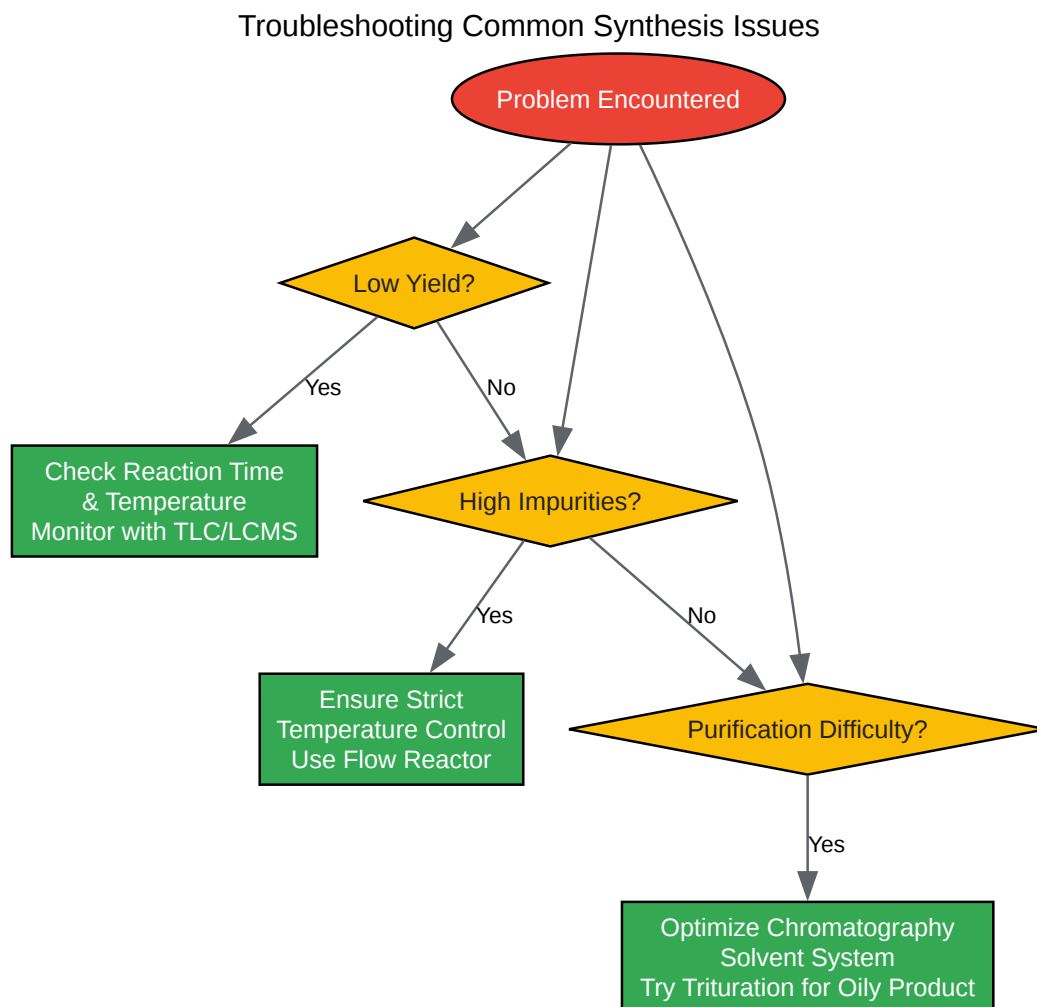 Troubleshooting Common Synthesis Issues
Problem Encountered
Low Yield?
Yes
No
Check Reaction Time
& Temperature
Monitor with TLC/LCMS
High Impurities?
Yes
No
Ensure Strict
Temperature Control
Use Flow Reactor
Purification Difficulty?
Yes
Optimize Chromatography
Solvent System
Try Trituration for Oily Product